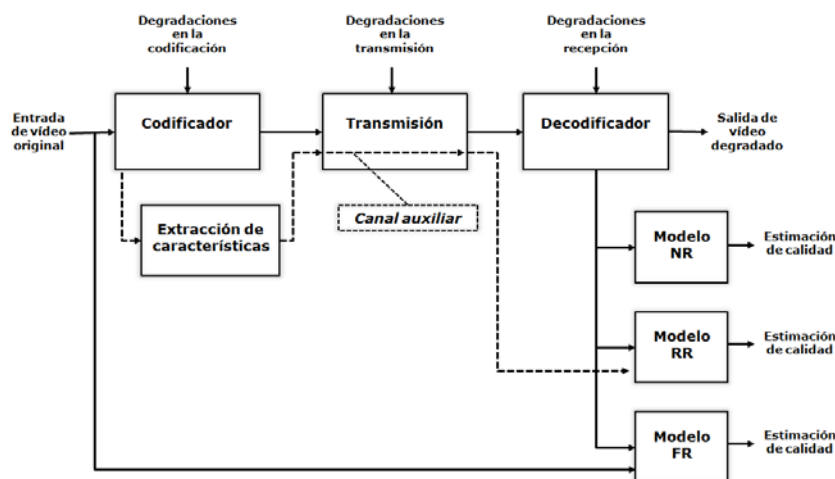 Degradaciones
en la
codificación
Degradaciones
en la
transmisión
Degradaciones
en la
recepción
Entrada
de vídeo
original
Codificador
Transmisión
Decodificador
Salida de
vídeo
degradado
Extracción de
características
Canal auxiliar
Modelo
NR
Estimación
de calidad
Modelo
RR
Estimación
de calidad
Modelo
FR
Estimación
de calidad